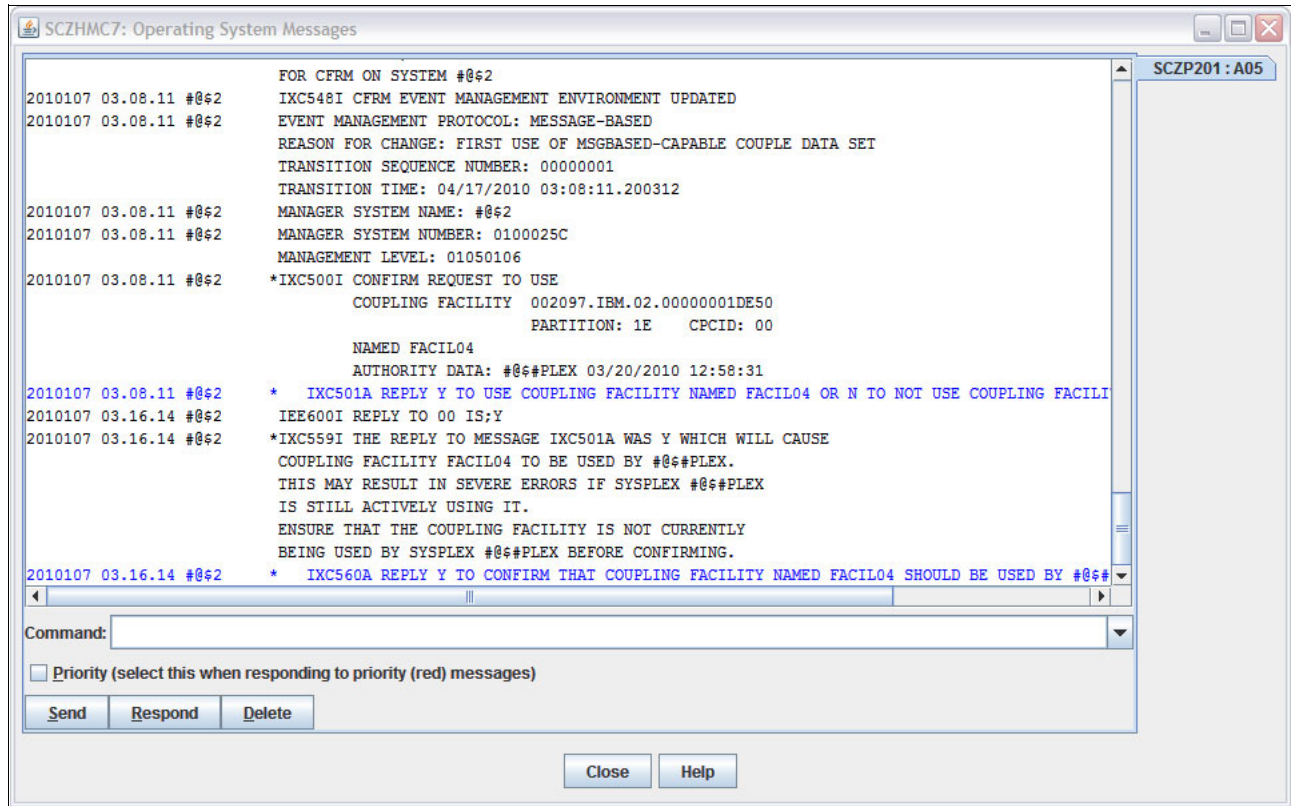 SCZHMC7: Operating System Messages
SCZP201 : A05
FOR CFRM ON SYSTEM #@$2
2010107 03.08.11 #@$2 IXC548I CFRM EVENT MANAGEMENT ENVIRONMENT UPDATED
2010107 03.08.11 #@$2 EVENT MANAGEMENT PROTOCOL: MESSAGE-BASED
REASON FOR CHANGE: FIRST USE OF MSGBASED-CAPABLE COUPLE DATA SET
TRANSITION SEQUENCE NUMBER: 00000001
TRANSITION TIME: 04/17/2010 03:08:11.200312
2010107 03.08.11 #@$2 MANAGER SYSTEM NAME: #@$2
2010107 03.08.11 #@$2 MANAGER SYSTEM NUMBER: 0100025C
MANAGEMENT LEVEL: 01050106
2010107 03.08.11 #@$2 *IXC500I CONFIRM REQUEST TO USE
COUPLING FACILITY 002097.IBM.02.00000001DE50
PARTITION: 1E CPCID: 00
NAMED FACIL04
AUTHORITY DATA: #@$#PLEX 03/20/2010 12:58:31
2010107 03.08.11 #@$2 * IXC501A REPLY Y TO USE COUPLING FACILITY NAMED FACIL04 OR N TO NOT USE COUPLING FACILI
2010107 03.16.14 #@$2 IEE600I REPLY TO 00 IS;Y
2010107 03.16.14 #@$2 *IXC559I THE REPLY TO MESSAGE IXC501A WAS Y WHICH WILL CAUSE
COUPLING FACILITY FACIL04 TO BE USED BY #@$#PLEX.
THIS MAY RESULT IN SEVERE ERRORS IF SYSPLEX #@$#PLEX
IS STILL ACTIVELY USING IT.
ENSURE THAT THE COUPLING FACILITY IS NOT CURRENTLY
BEING USED BY SYSPLEX #@$#PLEX BEFORE CONFIRMING.
2010107 03.16.14 #@$2 * IXC560A REPLY Y TO CONFIRM THAT COUPLING FACILITY NAMED FACIL04 SHOULD BE USED BY #@$#
Command:
Priority (select this when responding to priority (red) messages)
Send Respond Delete
Close Help